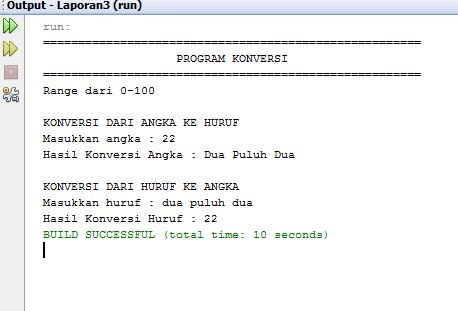 Output - Laporan3 (run)
run:
======================================================
PROGRAM KONVERSI
======================================================
Range dari 0-100
KONVERSI DARI ANGKA KE HURUF
Masukkan angka : 22
Hasil Konversi Angka : Dua Puluh Dua
KONVERSI DARI HURUF KE ANGKA
Masukkan huruf : dua puluh dua
Hasil Konversi Huruf : 22
BUILD SUCCESSFUL (total time: 10 seconds)